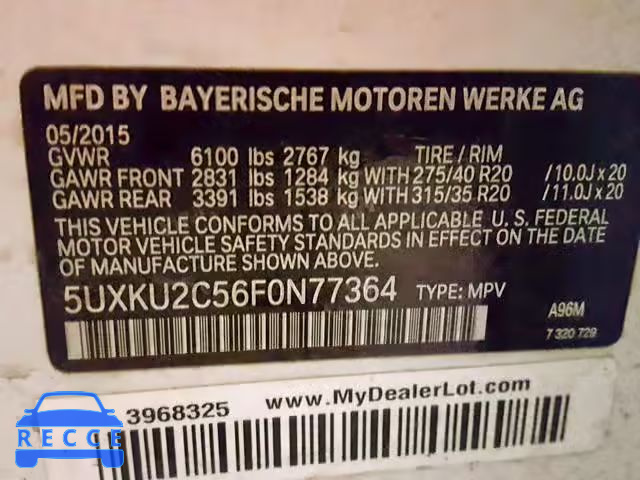 MFD BY BAYERISCHE MOTOREN WERKE AG
05/2015
GVWR 6100 lbs 2767 kg TIRE / RIM
GAWR FRONT 2831 lbs 1284 kg WITH 275/40 R20 /10.0J x 20
GAWR REAR 3391 lbs 1538 kg WITH 315/35 R20 /11.0J x 20
THIS VEHICLE CONFORMS TO ALL APPLICABLE U. S. FEDERAL
MOTOR VEHICLE SAFETY STANDARDS IN EFFECT ON THE DATE
OF MANUFACTURE SHOWN ABOVE.
5UXKU2C56F0N77364 TYPE: MPV
A96M
7 320 729
3968325 www.MyDealerLot.com
RECGE